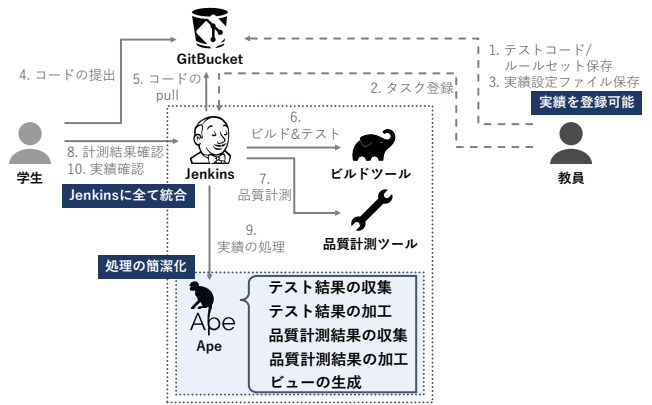 GitBucket
4. コードの提出
5. コードの
pull
1. テストコード/
ルールセット保存
3. 実績設定ファイル保存
2. タスク登録
実績を登録可能
6.
ビルド&テスト
学生
8. 計測結果確認
10. 実績確認
Jenkins
ビルドツール
教員
Jenkinsに全て統合
7.
品質計測
品質計測ツール
9.
実績の処理
処理の簡潔化
Ape
Ape
テスト結果の収集
テスト結果の加工
品質計測結果の収集
品質計測結果の加工
ビューの生成